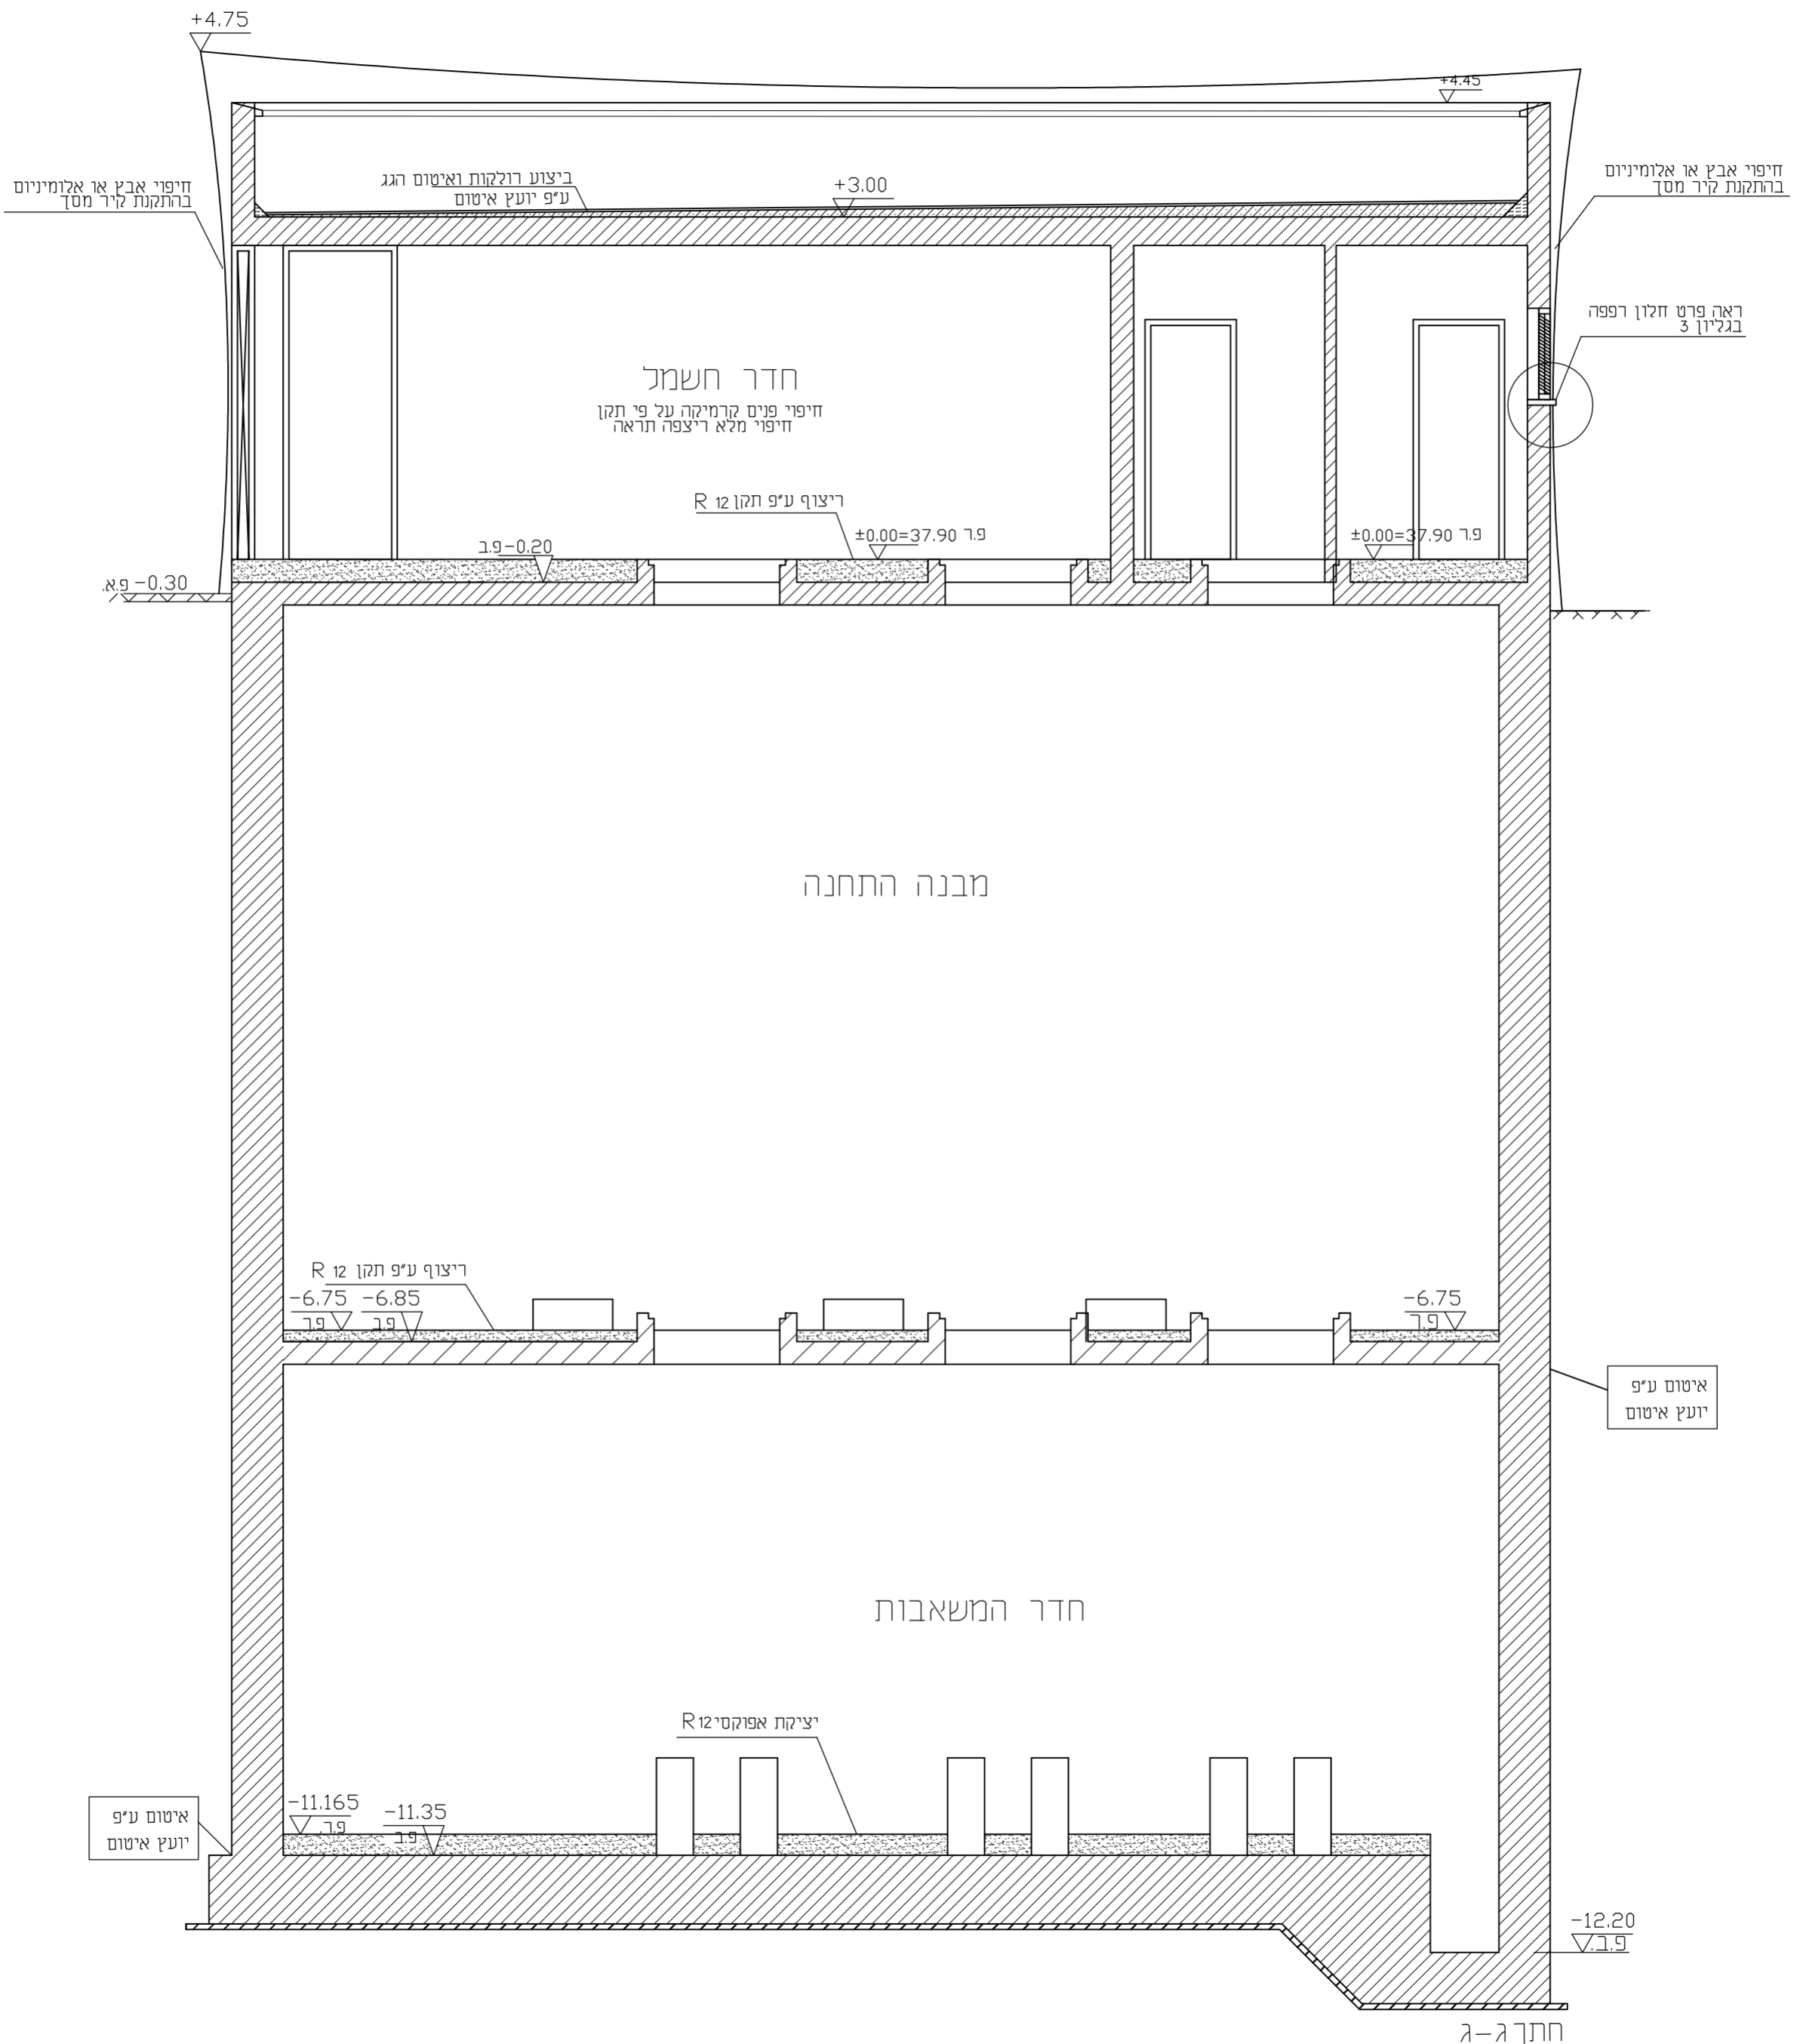 +4.75
+4.45
חיפוי אבץ או אלומיניום
בהתקנת קיר מסך
ביצוע רולקות ואיטום הגג
ע"פ יועץ איטום
+3.00
חיפוי אבץ או אלומיניום
בהתקנת קיר מסך
ראה פרט חלון רפפה
בגליון 3
חדר חשמל
חיפוי פנים קרמיקה על פי תקן
חיפוי מלא ריצפה תראה
ריצוף ע"פ תקן R 12
±0.00=37.90 פ.ר
±0.00=37.90 פ.ר
-0.20 פ.ב
-0.30 פ.א.
מבנה התחנה
ריצוף ע"פ תקן R 12
-6.75
פ.ר
-6.85
פ.ב
-6.75
פ.ר
איטום ע"פ
יועץ איטום
חדר המשאבות
יציקת אפוקסי R12
-11.165
פ.ר.
-11.35
פ.ב
איטום ע"פ
יועץ איטום
-12.20
פ.ב.
חתך ג-ג